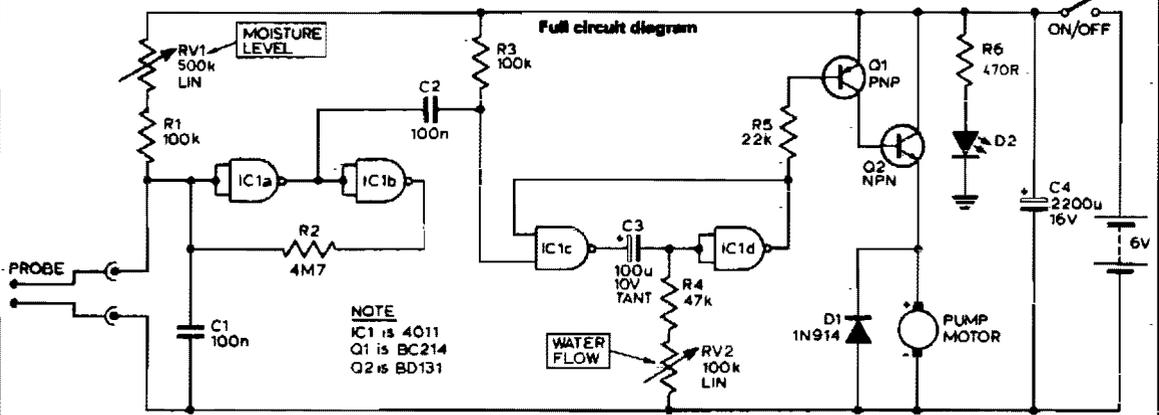 Full circuit diagram
ON/OFF
MOISTURE
LEVEL
RV1
500k
LIN
R3
100k
Q1
PNP
R6
470R
C2
100n
R1
100k
R5
22k
D2
Q2
NPN
IC1a
IC1b
C4
+
2200u
16V
R2
4M7
C3
+
IC1c
IC1d
100u
10V
TANT
6V
PROBE
R4
47k
C1
100n
NOTE
IC1 is 4011
Q1 is BC214
Q2 is BD131
D1
1N914
+
PUMP
MOTOR
-
WATER
FLOW
RV2
100k
LIN